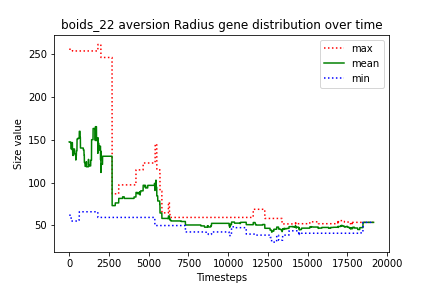 boids_22 aversion Radius gene distribution over time
max
mean
min
250
200
150
100
50
Size value
0 2500 5000 7500 10000 12500 15000 17500 20000
Timesteps